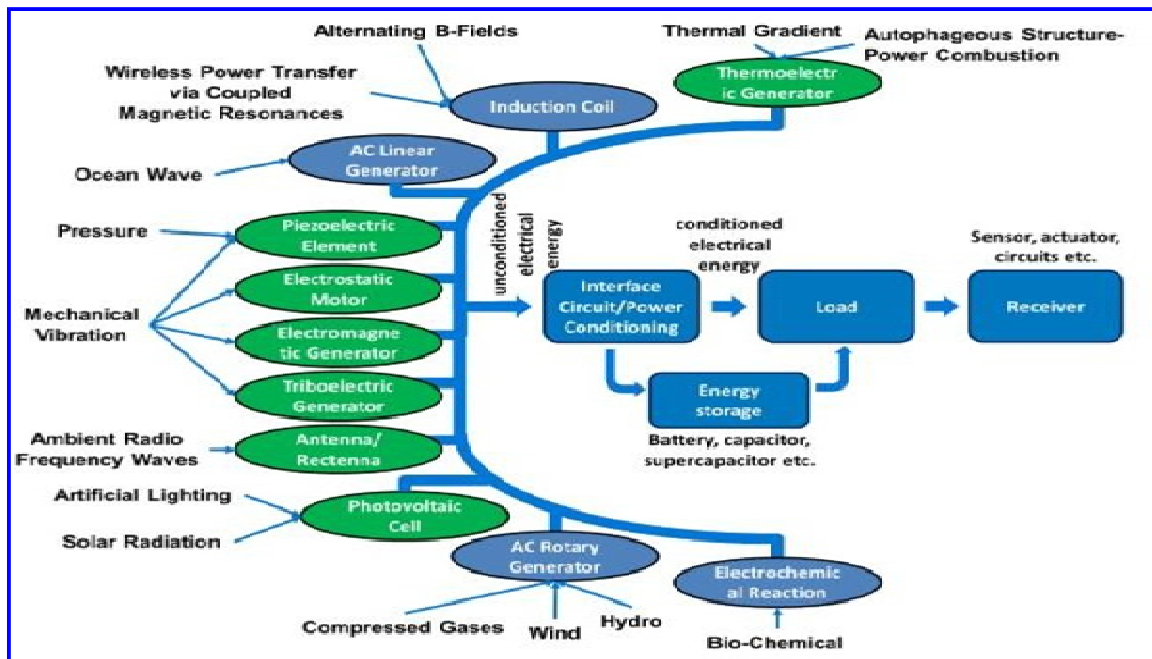 Alternating B-Fields
Thermal Gradient
Autophageous Structure-
Power Combustion
Wireless Power Transfer
via Coupled
Magnetic Resonances
Induction Coil
Thermoelectr
ic Generator
AC Linear
Generator
Ocean Wave
Pressure
Piezoelectric
Element
Electrostatic
Motor
Mechanical
Vibration
Electromagne
tic Generator
Triboelectric
Generator
Ambient Radio
Frequency Waves
Antenna/
Rectenna
Artificial Lighting
Solar Radiation
Photovoltaic
Cell
AC Rotary
Generator
Electrochemic
al Reaction
Compressed Gases
Wind
Hydro
Bio-Chemical
unconditioned
electrical
energy
Interface
Circuit/Power
Conditioning
conditioned
electrical
energy
Load
Sensor, actuator,
circuits etc.
Receiver
Energy
storage
Battery, capacitor,
supercapacitor etc.